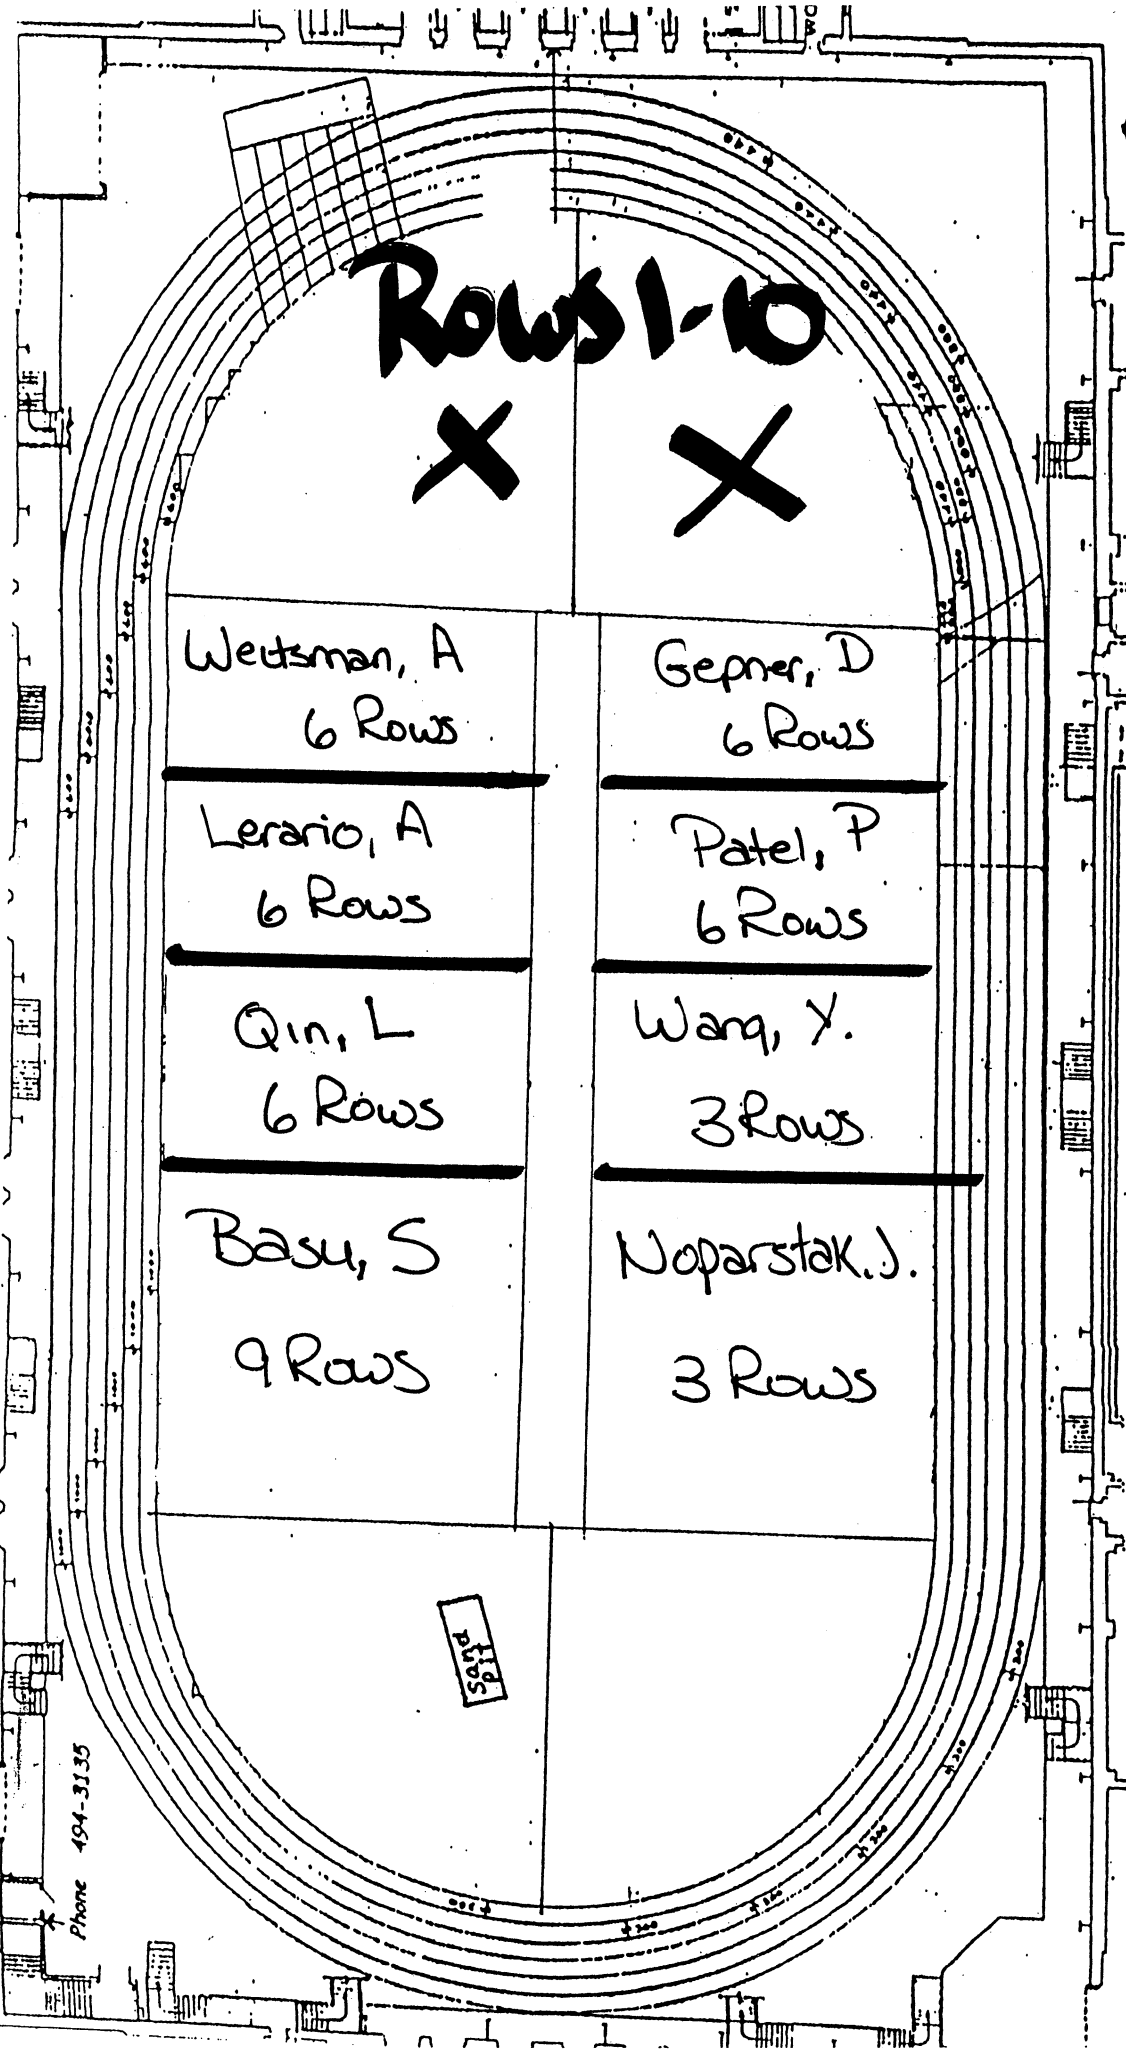 Rows 1-10
X X
Weitsman, A
6 Rows
Gepner, D
6 Rows
Lerario, A
6 Rows
Patel, P
6 Rows
Qin, L
6 Rows
Wang, Y.
3 Rows
Basu, S
9 Rows
Noparstak. J.
3 Rows
Sand
pit
Phone 494-3135